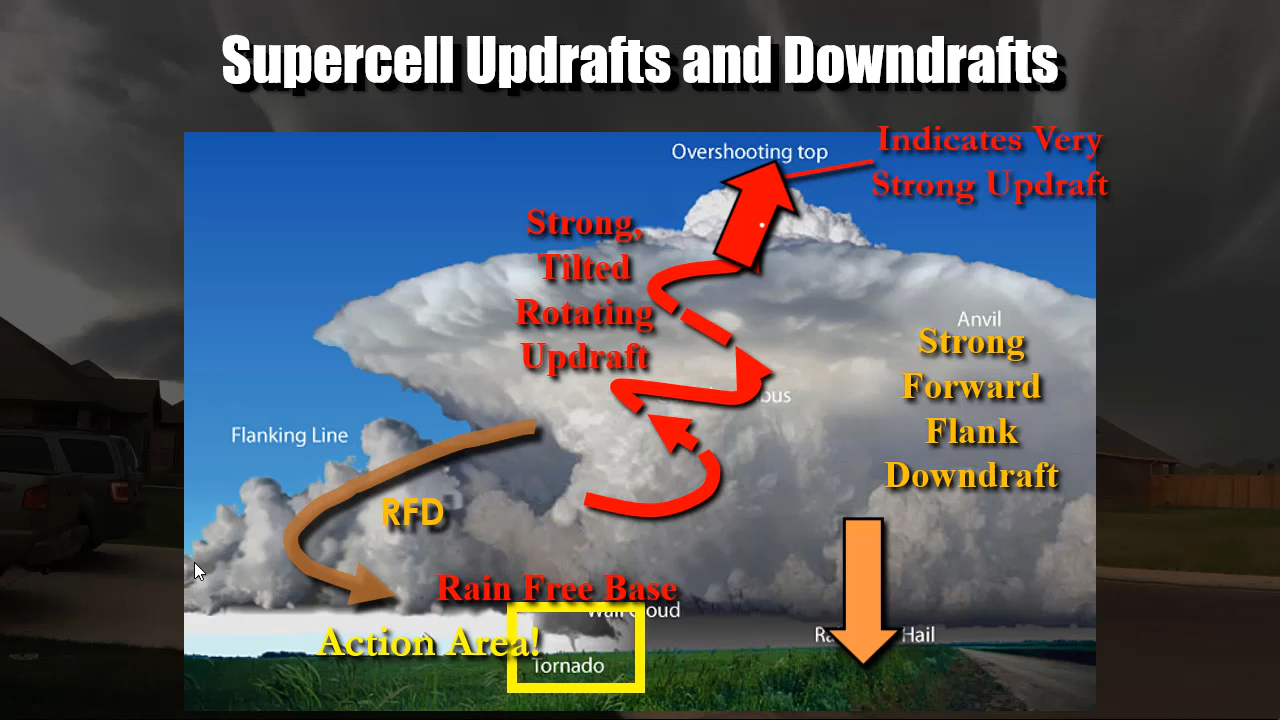 Supercell Updrafts and Downdrafts
Overshooting top
Indicates Very
Strong Updraft
Strong,
Tilted
Rotating
Updraft
Anvil
Strong
Forward
Flank
Downdraft
Flanking Line
RFD
Rain Free Base
Wall Cloud
Action Area!
Tornado
Hail